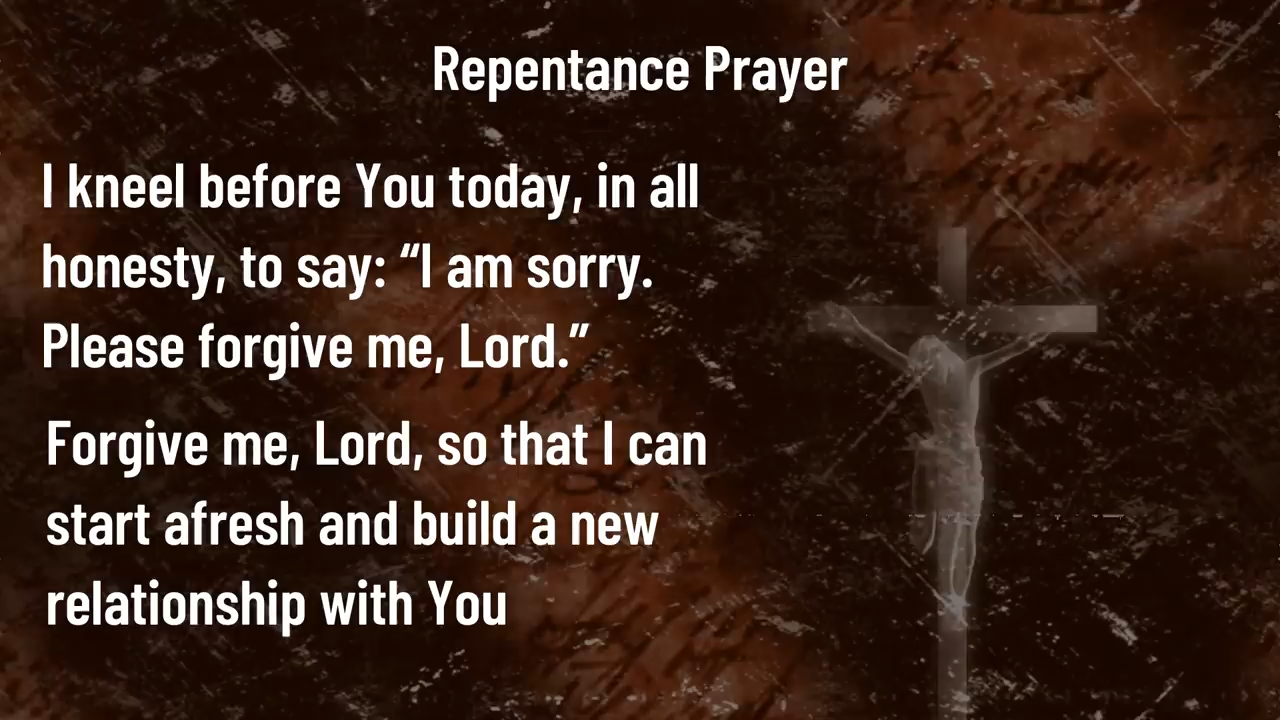 Repentance Prayer
I kneel before You today, in all
honesty, to say: “I am sorry.
Please forgive me, Lord.”
Forgive me, Lord, so that I can
start afresh and build a new
relationship with You